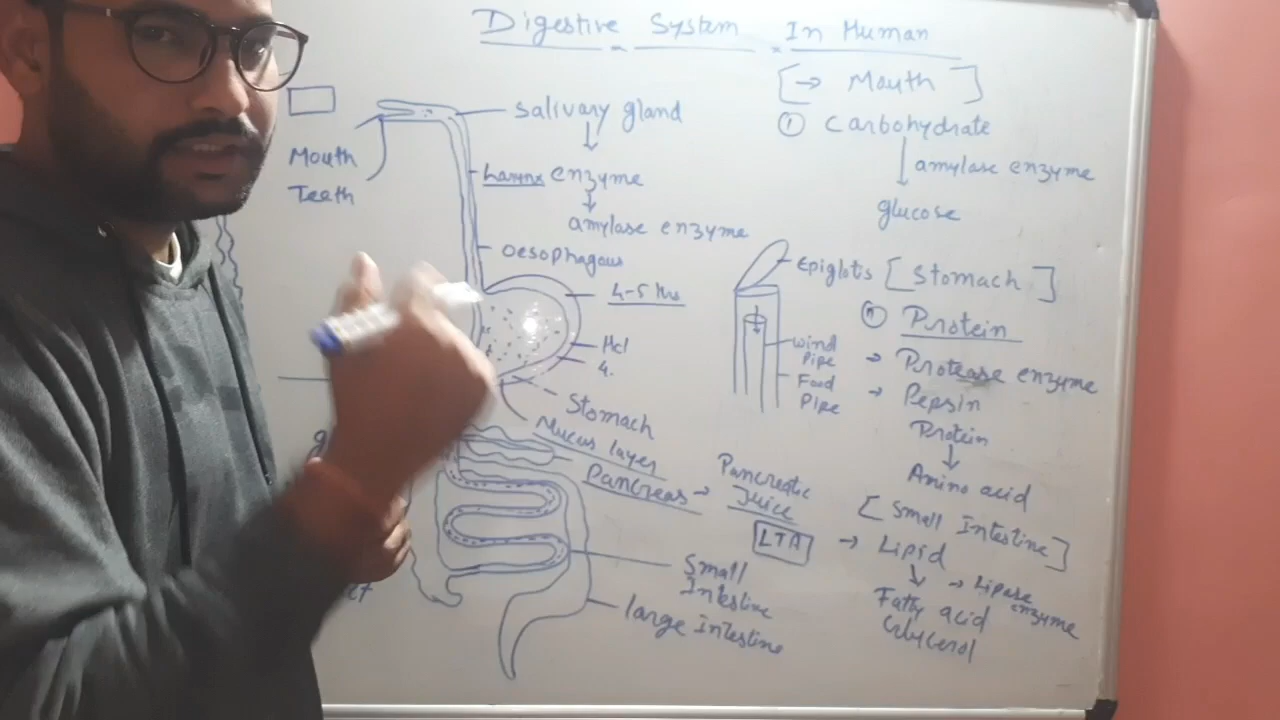 Digestive System In Human
[→ Mouth]
① Carbohydrate
amylase enzyme
glucose
Mouth
Teeth
Salivary gland
Larynx enzyme
amylase enzyme
Oesophagous
4-5 Hrs
Hcl
4.
Stomach
Mucus layer
Pancreas → Pancreatic
Juice
LTA
Small
Intestine
large intestine
Epiglotis
wind
Pipe
Food
Pipe
[Stomach]
Protein
→ Protease enzyme
→ Pepsin
Protein
Amino acid
[Small Intestine]
→ Lipid
→ Lipase
enzyme
Fatty acid